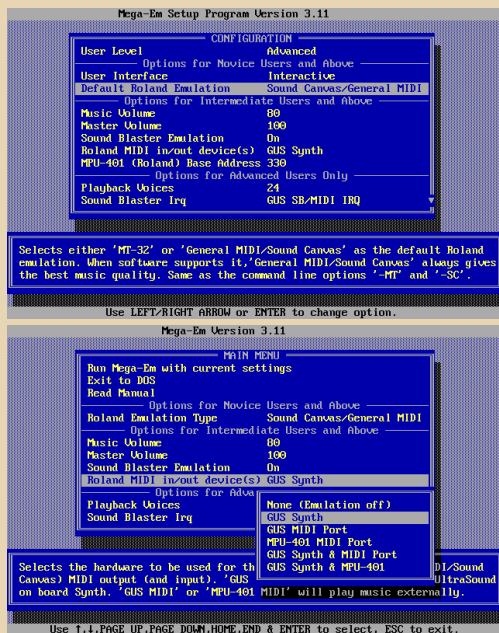 Mega-Em Setup Program Version 3.11
CONFIGURATION
User Level Advanced
Options for Novice Users and Above
User Interface Interactive
Default Roland Emulation Sound Canvas/General MIDI
Options for Intermediate Users and Above
Music Volume 80
Master Volume 100
Sound Blaster Emulation On
Roland MIDI in/out device(s) GUS Synth
MPU-401 (Roland) Base Address 330
Options for Advanced Users Only
Playback Voices 24
Sound Blaster Irq GUS SB/MIDI IRQ
Selects either 'MT-32' or 'General MIDI/Sound Canvas' as the default Roland
emulation. When software supports it,'General MIDI/Sound Canvas' always gives
the best music quality. Same as the command line options '-MT' and '-SC'.
Use LEFT/RIGHT ARROW or ENTER to change option.
Mega-Em Version 3.11
MAIN MENU
Run Mega-Em with current settings
Exit to DOS
Read Manual
Options for Novice Users and Above
Roland Emulation Type Sound Canvas/General MIDI
Options for Intermediate Users and Above
Music Volume 80
Master Volume 100
Sound Blaster Emulation On
Roland MIDI in/out device(s) GUS Synth
Options for Adva
Playback Voices
Sound Blaster Irq
None (Emulation off)
GUS Synth
GUS MIDI Port
MPU-401 MIDI Port
GUS Synth & MIDI Port
GUS Synth & MPU-401
Selects the hardware to be used for th DI/Sound
Canvas) MIDI output (and input). 'GUS UltraSound
on board Synth. 'GUS MIDI' or 'MPU-401 MIDI' will play music externally.
Use ↑,↓,PAGE UP,PAGE DOWN,HOME,END & ENTER to select, ESC to exit.